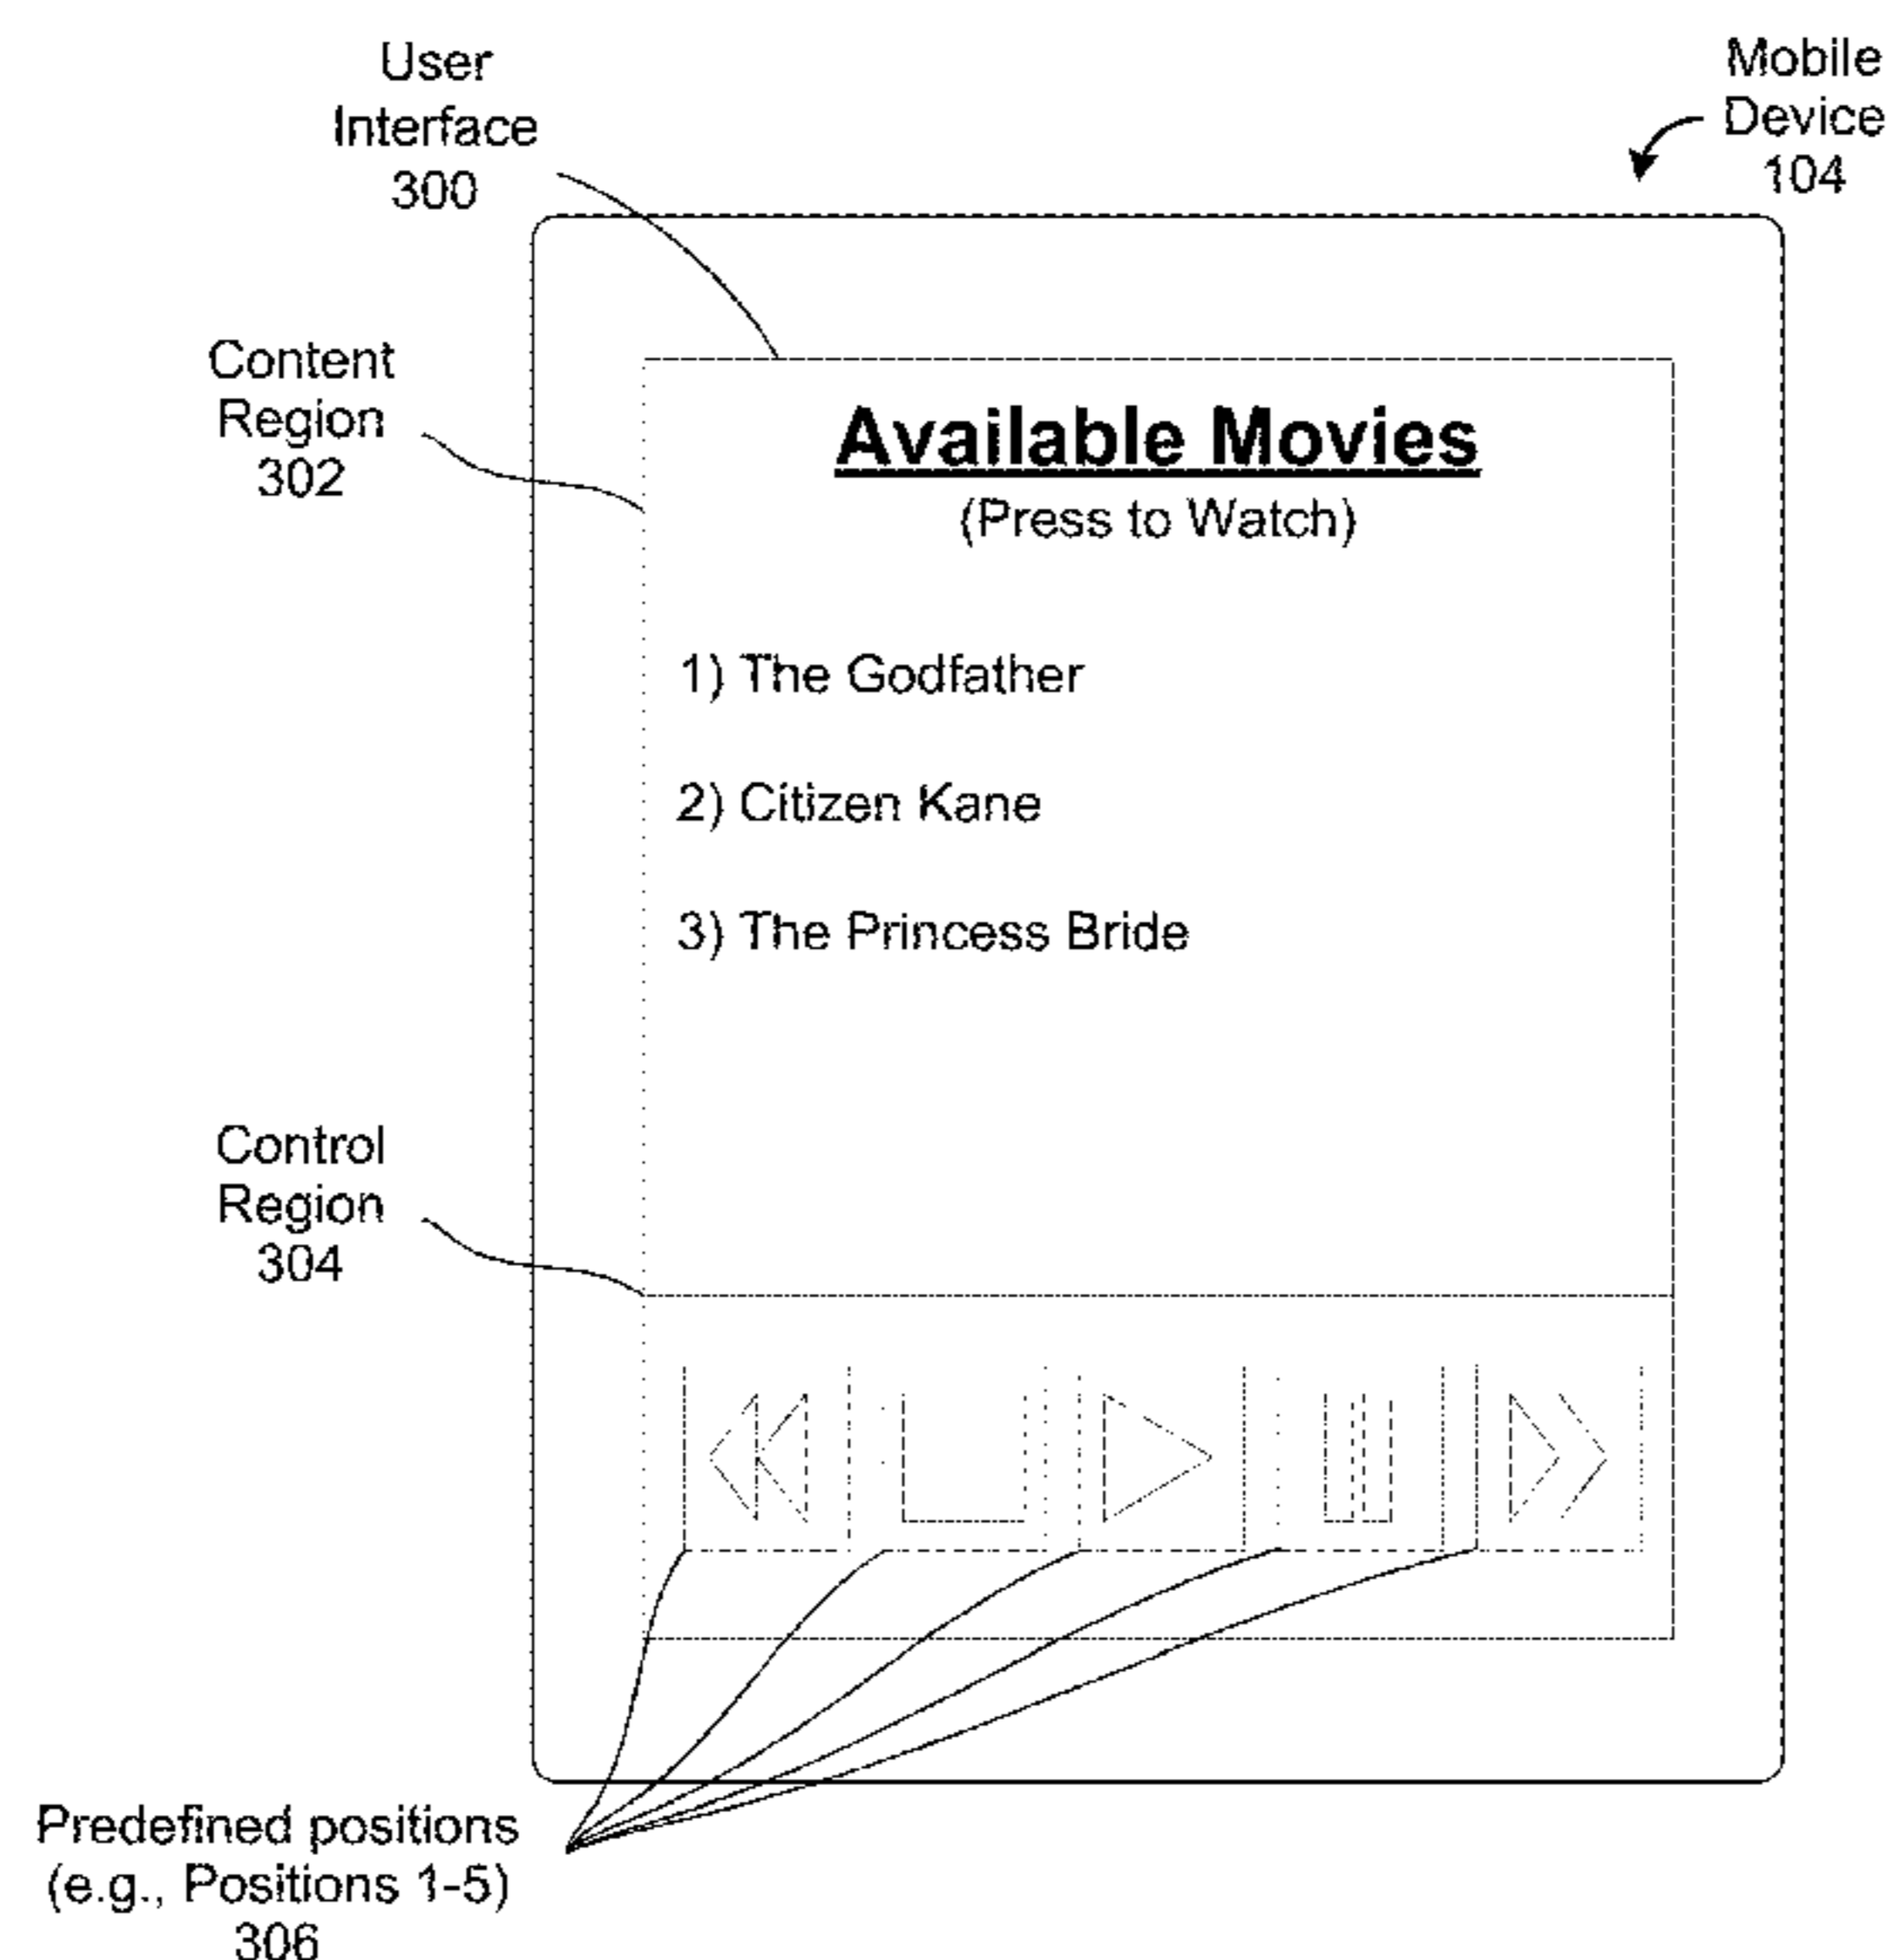 User
Interface
300
Mobile
Device
104
Content
Region
302
Available Movies
(Press to Watch)
1) The Godfather
2) Citizen Kane
3) The Princess Bride
Control
Region
304
Predefined positions
(e.g., Positions 1-5)
306